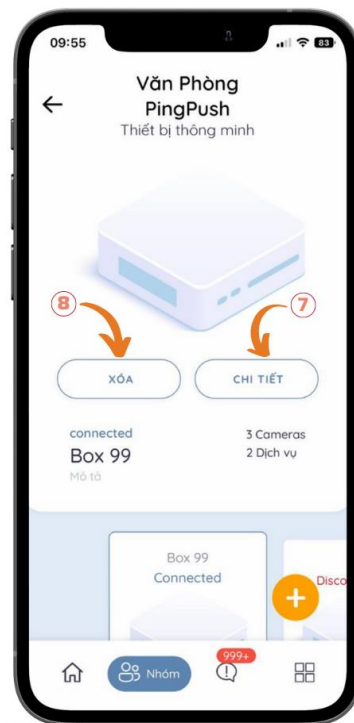 09:55
83
Văn Phòng
PingPush
Thiết bị thông minh
8
7
XÓA
CHI TIẾT
connected
3 Cameras
Box 99
2 Dịch vụ
Mô tả
Box 99
Connected
Disco
+
999+
Nhóm